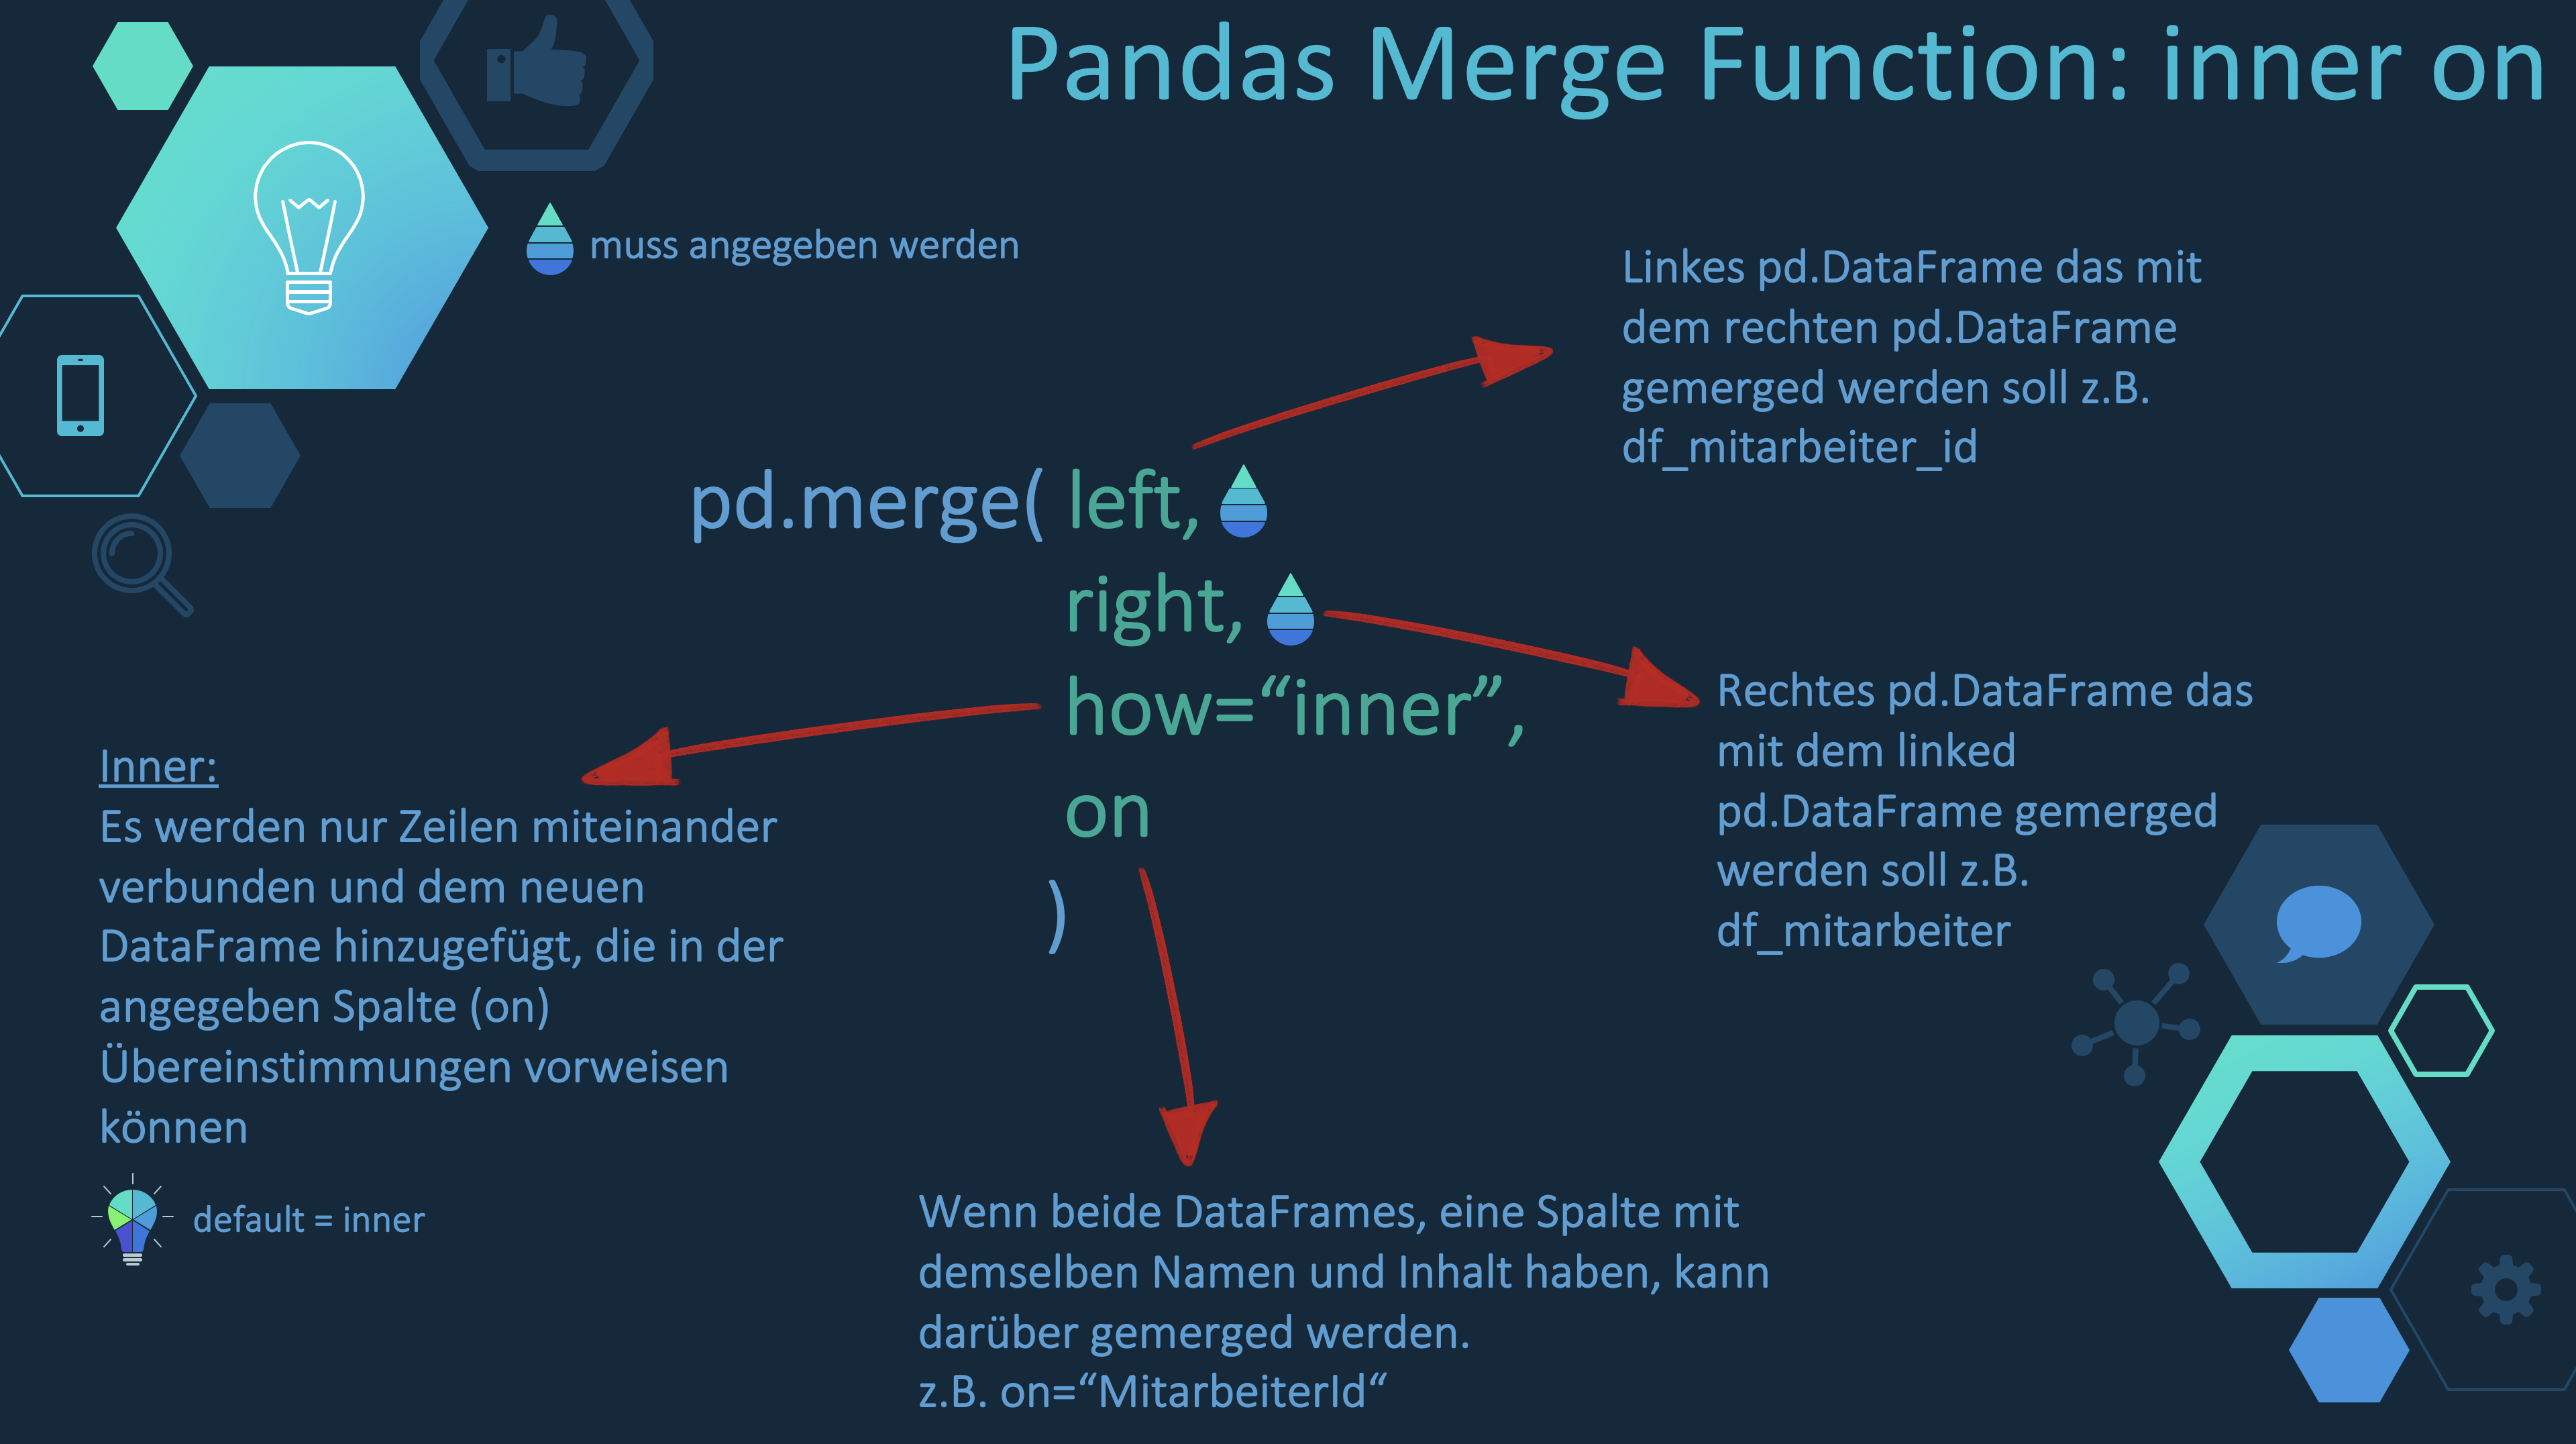 Pandas Merge Function: inner on
muss angegeben werden
Linkes pd.DataFrame das mit
dem rechten pd.DataFrame
gemerged werden soll z.B.
df_mitarbeiter_id
pd.merge( left,
right,
how=“inner”,
on
)
Rechtes pd.DataFrame das
mit dem linked
pd.DataFrame gemerged
werden soll z.B.
df_mitarbeiter
Inner:
Es werden nur Zeilen miteinander
verbunden und dem neuen
DataFrame hinzugefügt, die in der
angegeben Spalte (on)
Übereinstimmungen vorweisen
können
default = inner
Wenn beide DataFrames, eine Spalte mit
demselben Namen und Inhalt haben, kann
darüber gemerged werden.
z.B. on=“MitarbeiterId“